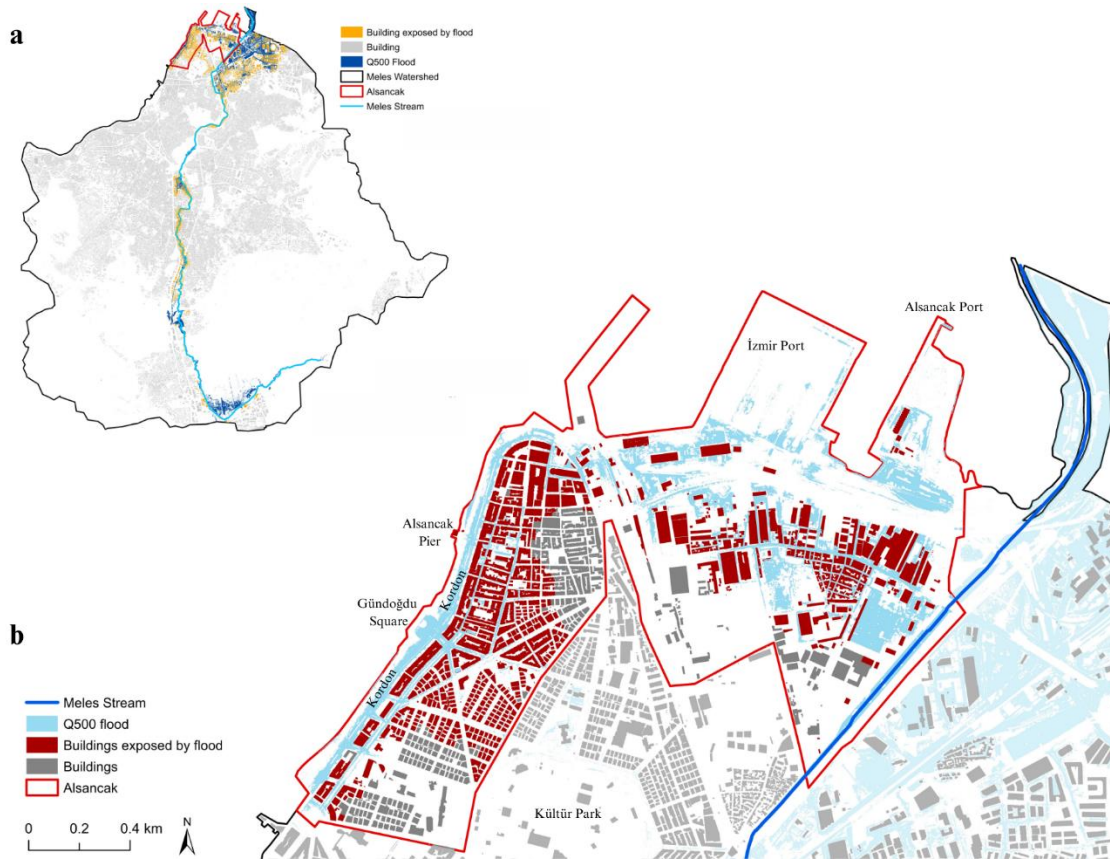 a
Building exposed by flood
Building
Q500 Flood
Meles Watershed
Alsancak
Meles Stream
Alsancak Port
İzmir Port
Alsancak
Pier
Kordon
Gündoğdu
Square
Kordon
Kültür Park
b
Meles Stream
Q500 flood
Buildings exposed by flood
Buildings
Alsancak
0 0.2 0.4 km
N